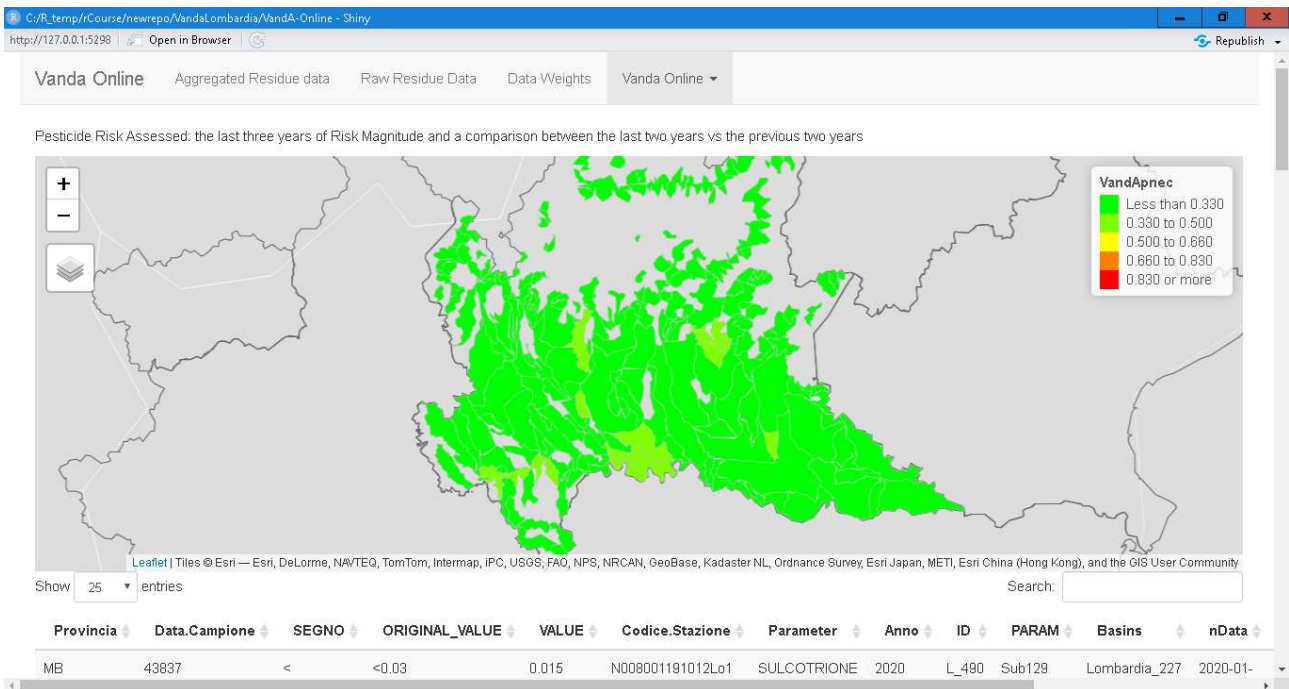 C:/R_temp/rCourse/newrepo/VandaLombardia/VandA-Online - Shiny
http://127.0.0.1:5298 Open in Browser Republish
Vanda Online Aggregated Residue data Raw Residue Data Data Weights Vanda Online
Pesticide Risk Assessed: the last three years of Risk Magnitude and a comparison between the last two years vs the previous two years
+
−
VandApnec
Less than 0.330
0.330 to 0.500
0.500 to 0.660
0.660 to 0.830
0.830 or more
Leaflet | Tiles © Esri — Esri, DeLorme, NAVTEQ, TomTom, Intermap, iPC, USGS, FAO, NPS, NRCAN, GeoBase, Kadaster NL, Ordnance Survey, Esri Japan, METI, Esri China (Hong Kong), and the GIS User Community
Show 25 entries Search:
Provincia Data.Campione SEGNO ORIGINAL_VALUE VALUE Codice.Stazione Parameter Anno ID PARAM Basins nData
MB 43837 < <0.03 0.015 N008001191012Lo1 SULCOTRIONE 2020 L_490 Sub129 Lombardia_227 2020-01-